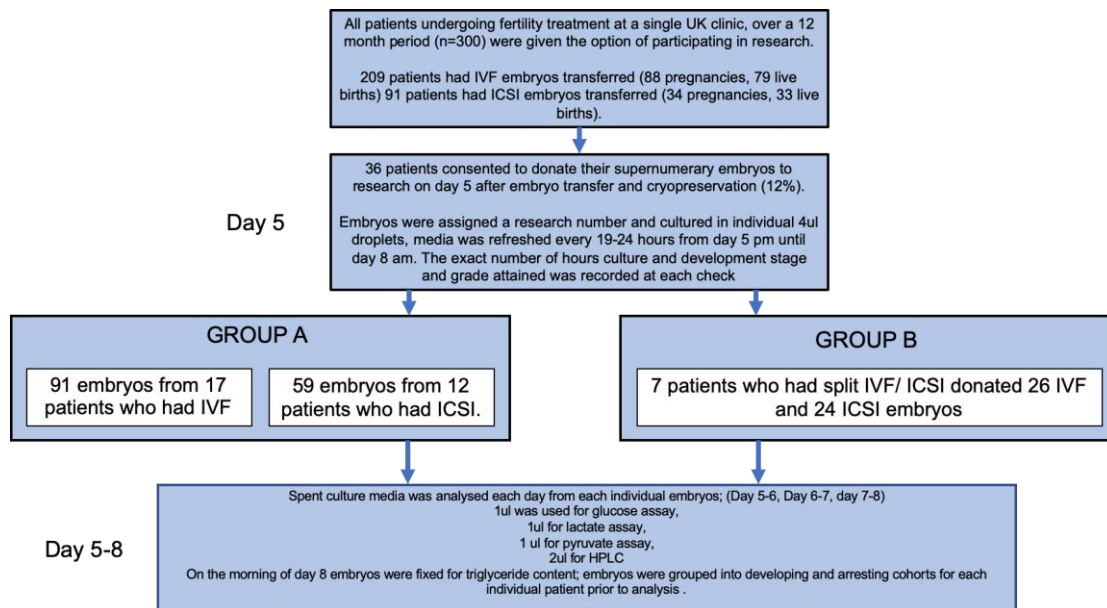 All patients undergoing fertility treatment at a single UK clinic, over a 12
month period (n=300) were given the option of participating in research.
209 patients had IVF embryos transferred (88 pregnancies, 79 live
births) 91 patients had ICSI embryos transferred (34 pregnancies, 33 live
births).
36 patients consented to donate their supernumerary embryos to
research on day 5 after embryo transfer and cryopreservation (12%).
Day 5
Embryos were assigned a research number and cultured in individual 4ul
droplets, media was refreshed every 19-24 hours from day 5 pm until
day 8 am. The exact number of hours culture and development stage
and grade attained was recorded at each check
GROUP A
91 embryos from 17
patients who had IVF
59 embryos from 12
patients who had ICSI.
GROUP B
7 patients who had split IVF/ ICSI donated 26 IVF
and 24 ICSI embryos
Day 5-8
Spent culture media was analysed each day from each individual embryos; (Day 5-6, Day 6-7, day 7-8)
1ul was used for glucose assay,
1ul for lactate assay,
1 ul for pyruvate assay,
2ul for HPLC
On the morning of day 8 embryos were fixed for triglyceride content; embryos were grouped into developing and arresting cohorts for each
individual patient prior to analysis .